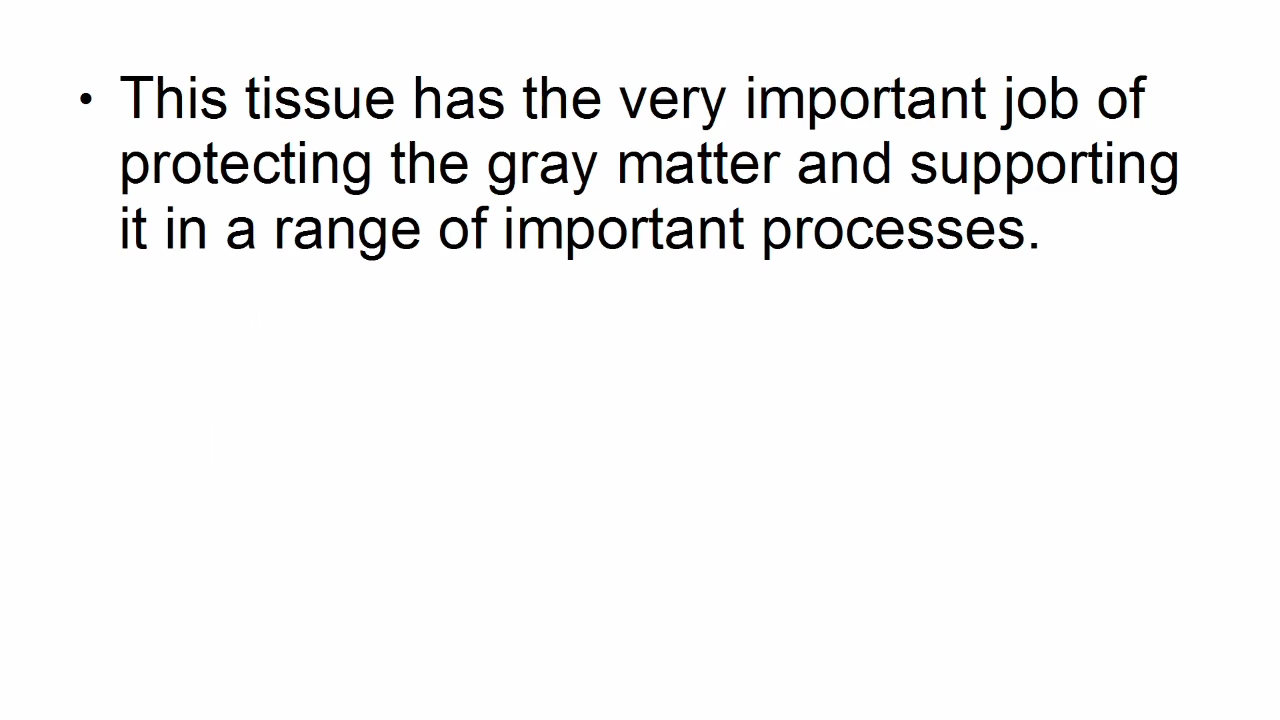 • This tissue has the very important job of
protecting the gray matter and supporting
it in a range of important processes.